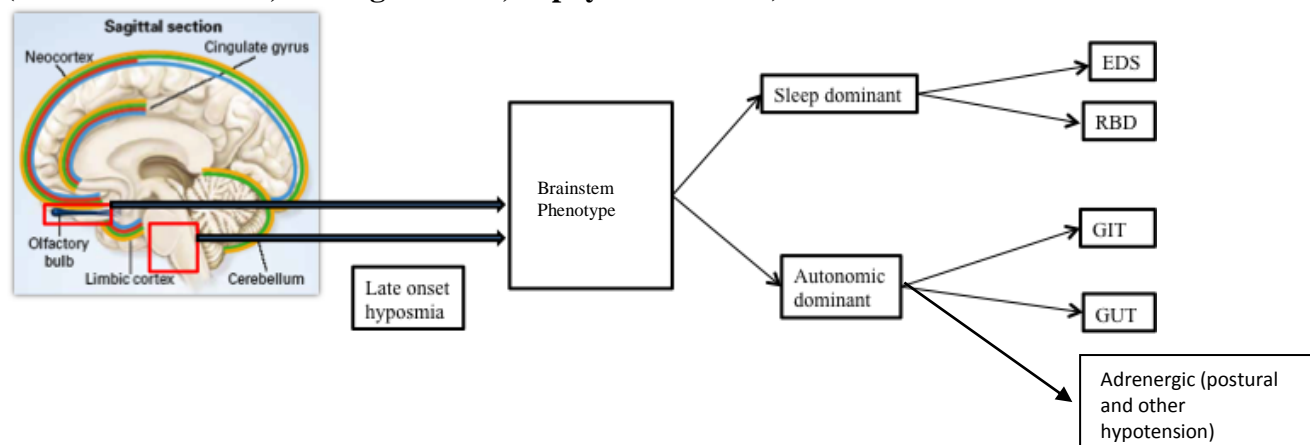 Sagittal section
Cingulate gyrus
Neocortex
Olfactory
bulb
Limbic cortex
Cerebellum
Late onset
hyposmia
Brainstem
Phenotype
Sleep dominant
EDS
RBD
Autonomic
dominant
GIT
GUT
Adrenergic (postural
and other
hypotension)